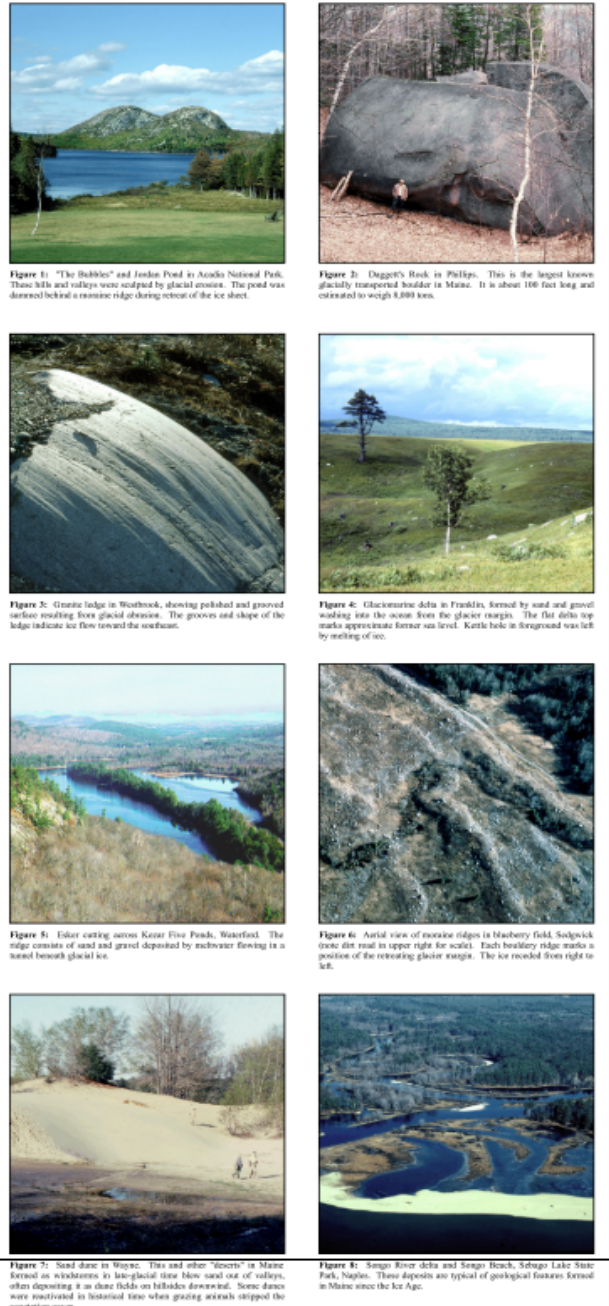 Figure 1: "The Bubbles" and Jordan Pond in Acadia National Park.
These hills and valleys were sculpted by glacial erosion. The pond was
dammed behind a moraine ridge during retreat of the ice sheet.
Figure 2: Daggett's Rock in Phillips. This is the largest known
glacially transported boulder in Maine. It is about 100 feet long and
estimated to weigh 8,000 tons.
Figure 3: Granite ledge in Westbrook, showing polished and grooved
surface resulting from glacial abrasion. The grooves and shape of the
ledge indicate ice flow toward the southeast.
Figure 4: Glaciomarine delta in Franklin, formed by sand and gravel
washing into the ocean from the glacier margin. The flat delta top
marks approximate former sea level. Kettle hole in foreground was left
by melting of ice.
Figure 5: Esker cutting across Kezar Five Ponds, Waterford. The
ridge consists of sand and gravel deposited by meltwater flowing in a
tunnel beneath glacial ice.
Figure 6: Aerial view of moraine ridges in blueberry field, Sedgwick
(note dirt road in upper right for scale). Each bouldery ridge marks a
position of the retreating glacier margin. The ice receded from right to
left.
Figure 7: Sand dune in Wayne. This and other "deserts" in Maine
formed as windstorms in late-glacial time blew sand out of valleys,
often depositing it as dune fields on hillsides downwind. Some dunes
were reactivated in historical time when grazing animals stripped the
Figure 8: Songo River delta and Songo Beach, Sebago Lake State
Park, Naples. These deposits are typical of geological features formed
in Maine since the Ice Age.